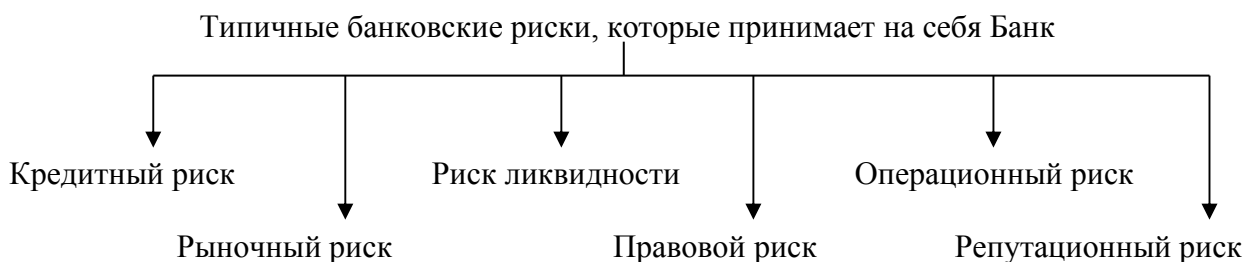 Типичные банковские риски, которые принимает на себя Банк
Кредитный риск Риск ликвидности Операционный риск
Рыночный риск Правовой риск Репутационный риск